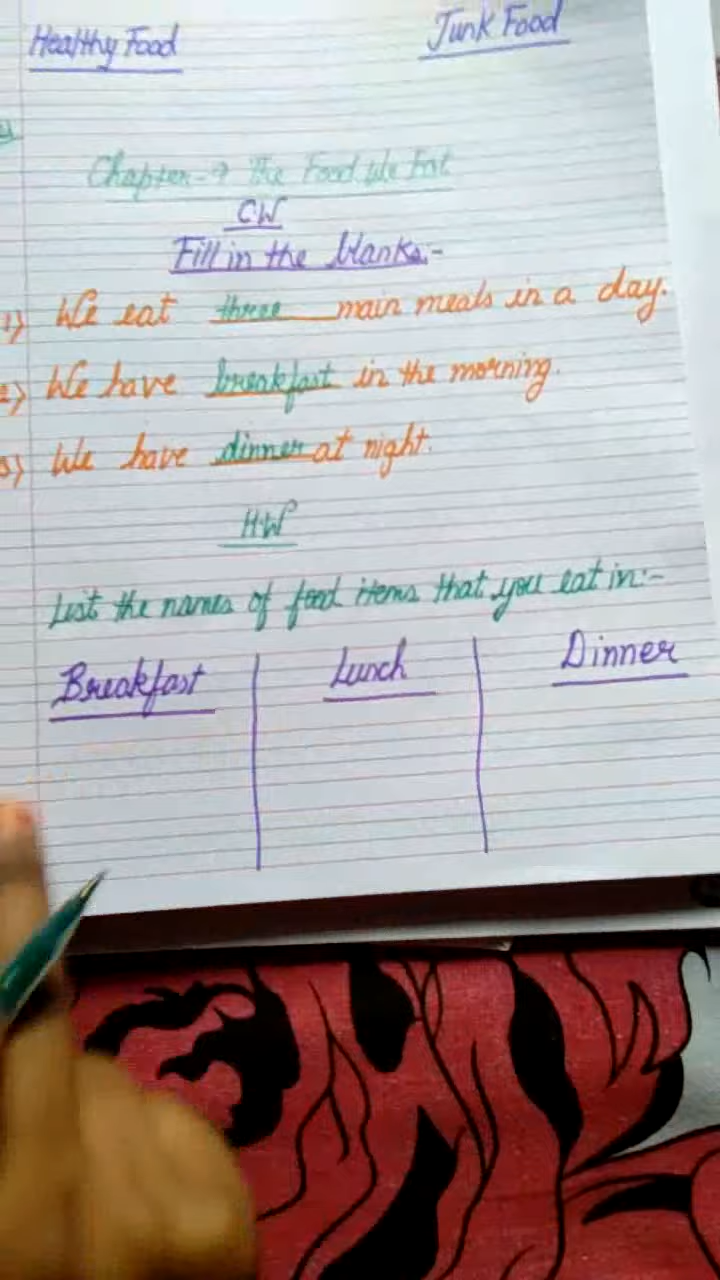 Healthy Food Junk Food
Chapter → The Food We Eat
CW
Fill in the blanks:-
1) We eat three main meals in a day.
2) We have breakfast in the morning.
3) We have dinner at night.
H.W
List the names of food items that you eat in:-
Breakfast Lunch Dinner